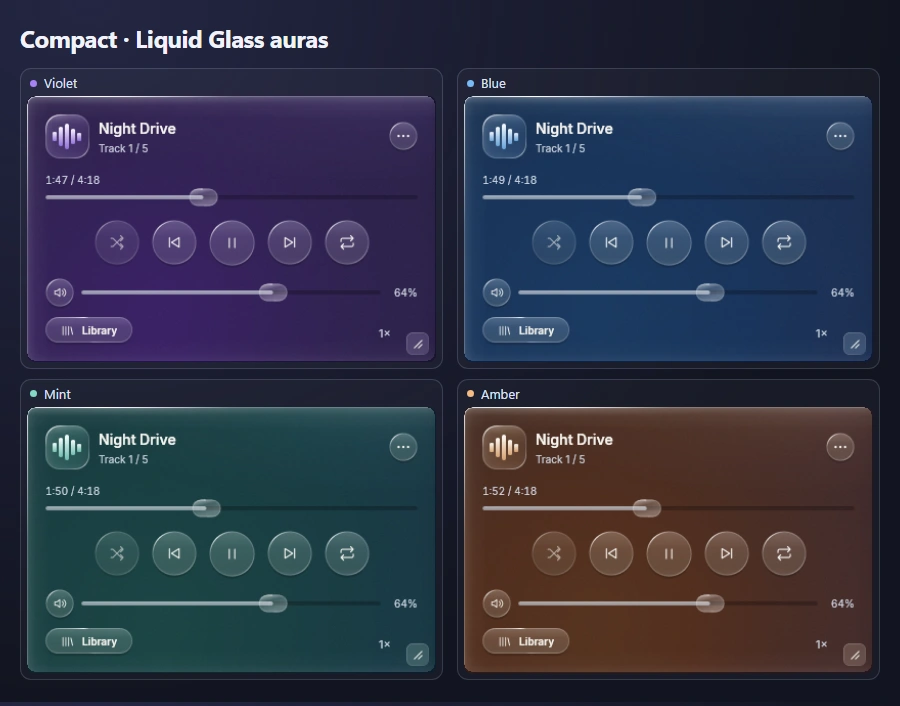 Compact · Liquid Glass auras
Violet
Night Drive
Track 1 / 5
1:47 / 4:18
64%
Library
1×
Blue
Night Drive
Track 1 / 5
1:49 / 4:18
64%
Library
1×
Mint
Night Drive
Track 1 / 5
1:50 / 4:18
64%
Library
1×
Amber
Night Drive
Track 1 / 5
1:52 / 4:18
64%
Library
1×